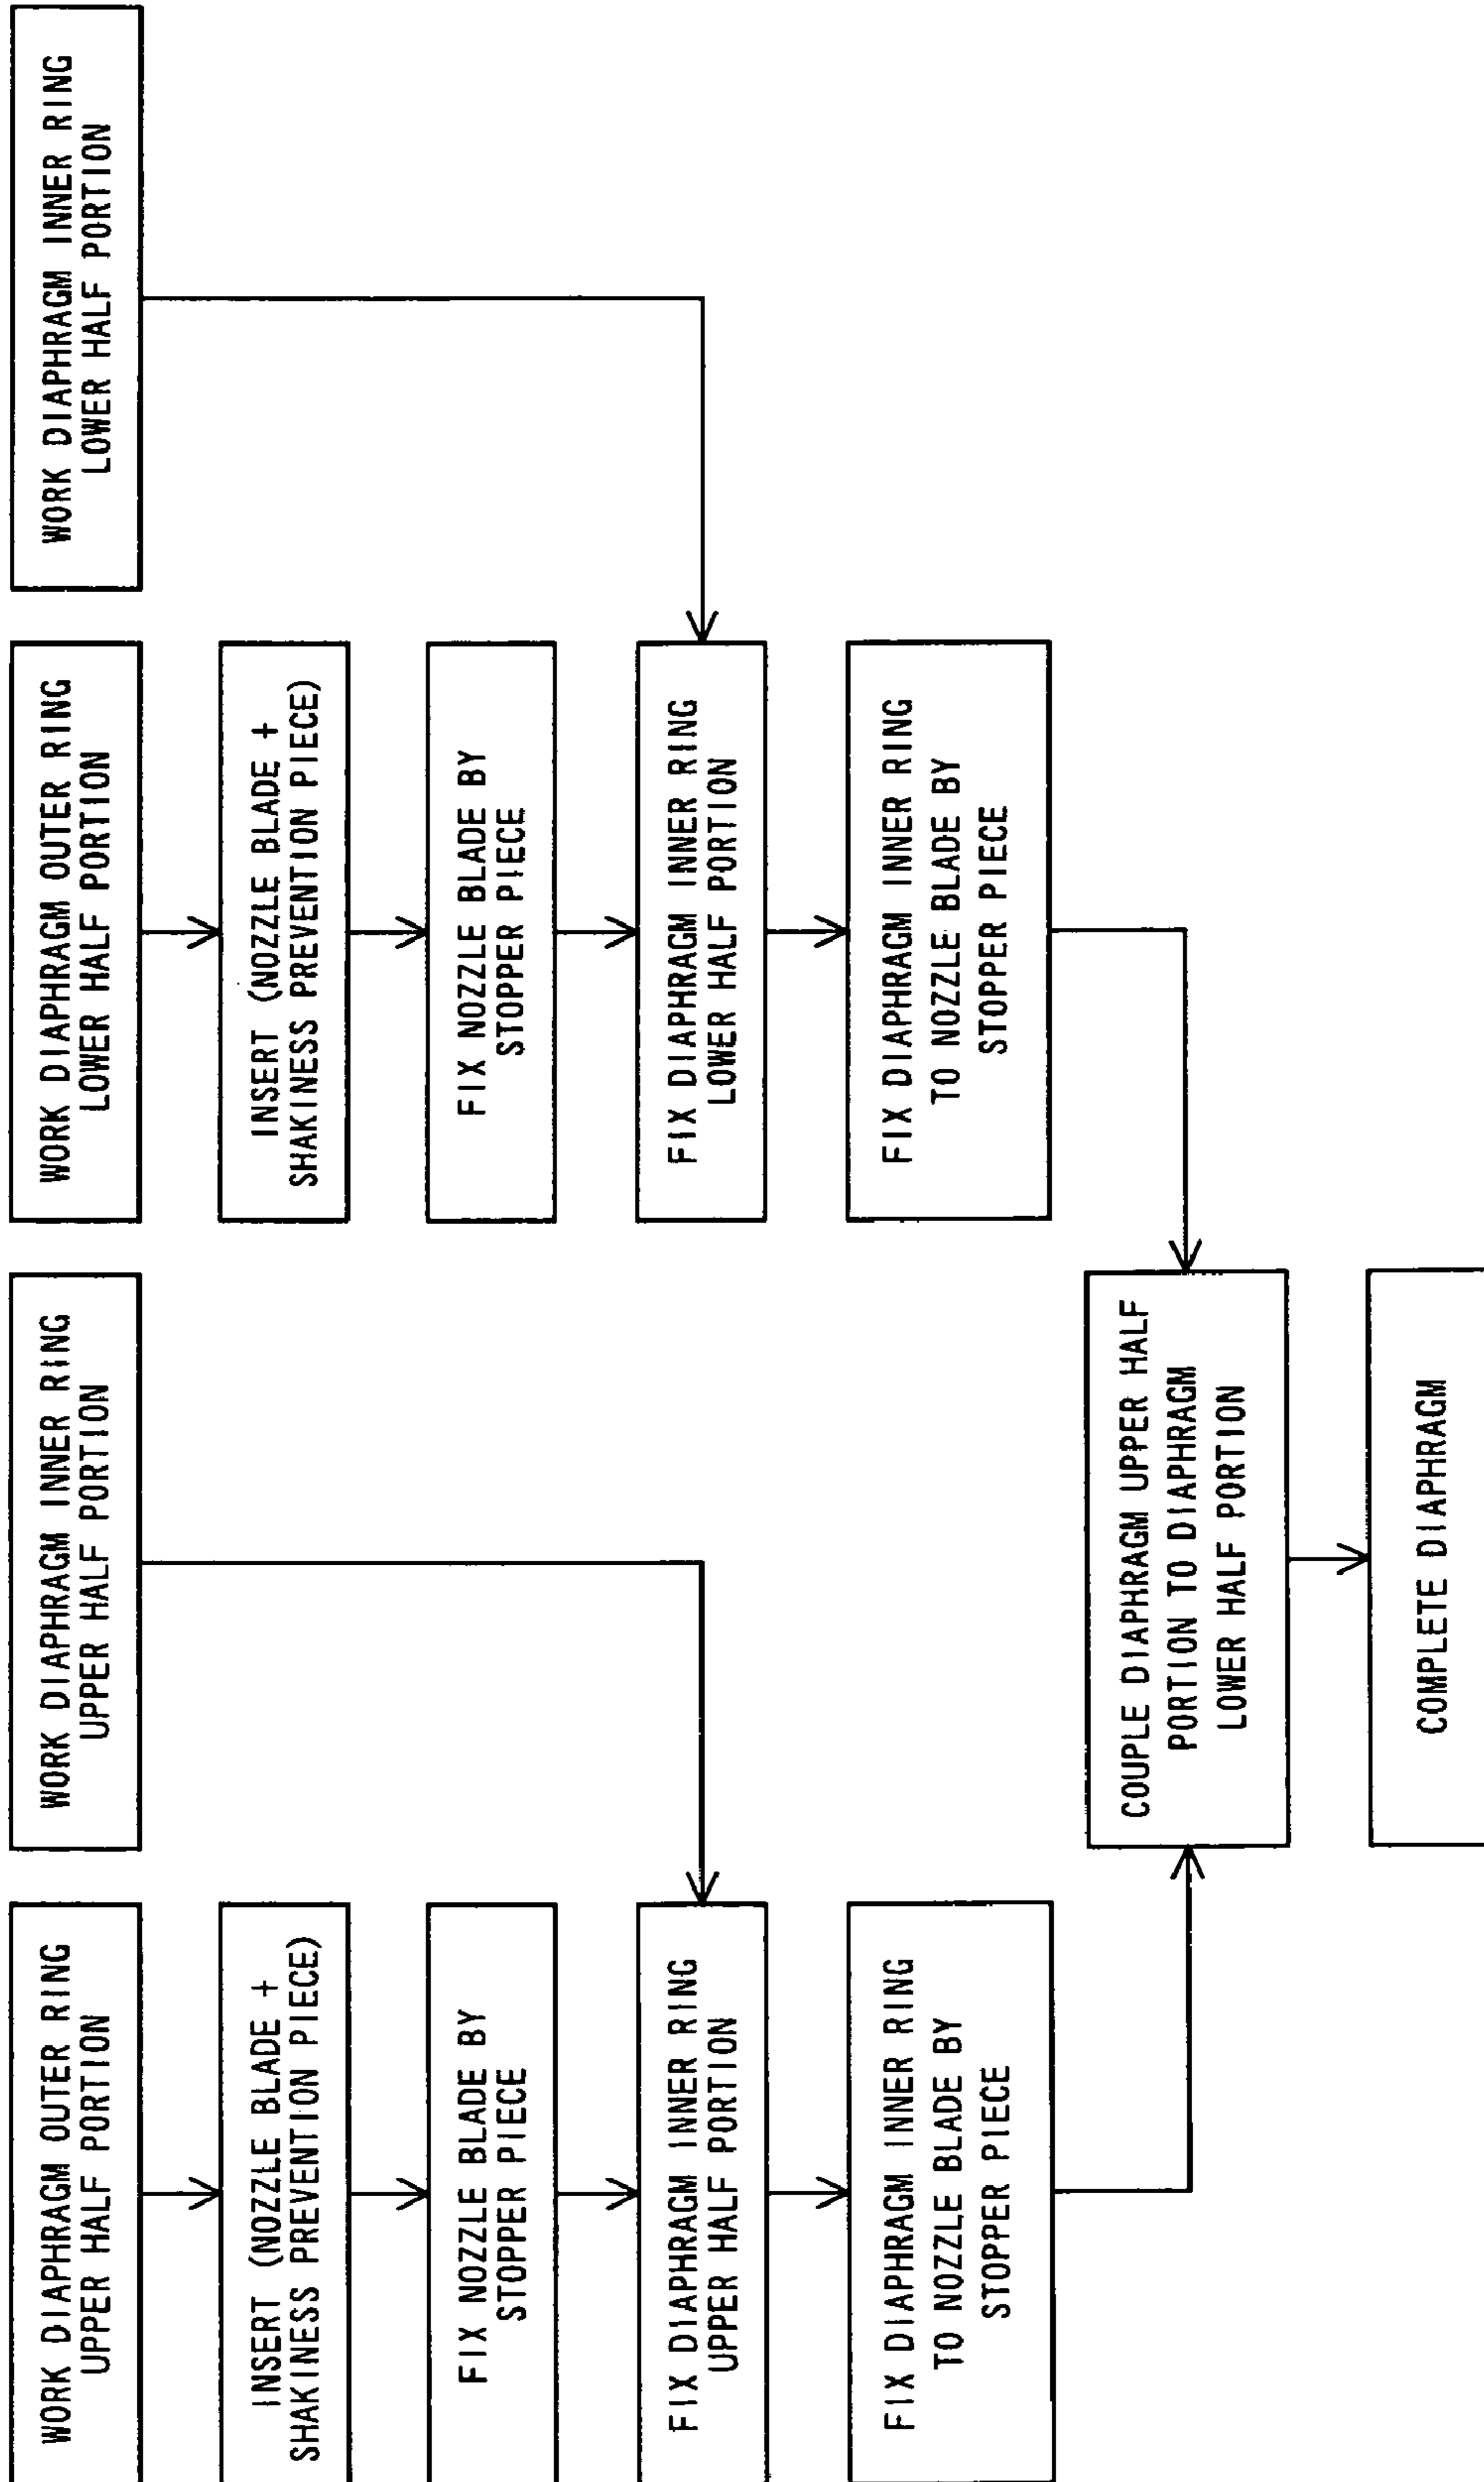 WORK DIAPHRAGM OUTER RING
UPPER HALF PORTION
INSERT (NOZZLE BLADE +
SHAKINESS PREVENTION PIECE)
FIX NOZZLE BLADE BY
STOPPER PIECE
FIX DIAPHRAGM INNER RING
UPPER HALF PORTION
FIX DIAPHRAGM INNER RING
TO NOZZLE BLADE BY
STOPPER PIECE
WORK DIAPHRAGM INNER RING
UPPER HALF PORTION
WORK DIAPHRAGM OUTER RING
LOWER HALF PORTION
INSERT (NOZZLE BLADE +
SHAKINESS PREVENTION PIECE)
FIX NOZZLE BLADE BY
STOPPER PIECE
FIX DIAPHRAGM INNER RING
LOWER HALF PORTION
FIX DIAPHRAGM INNER RING
TO NOZZLE BLADE BY
STOPPER PIECE
WORK DIAPHRAGM INNER RING
LOWER HALF PORTION
COUPLE DIAPHRAGM UPPER HALF
PORTION TO DIAPHRAGM
LOWER HALF PORTION
COMPLETE DIAPHRAGM